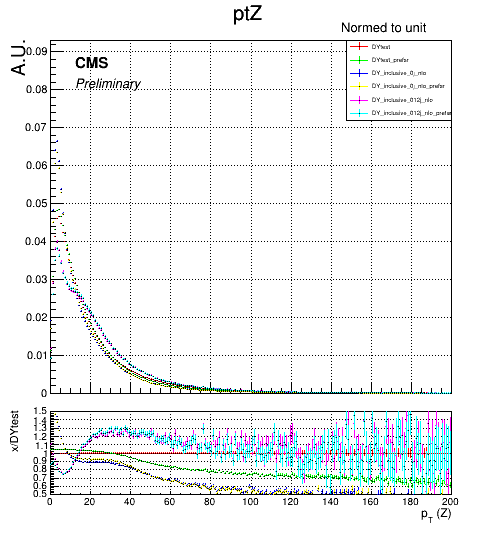 ptZ
Normed to unit
A.U.
CMS
Preliminary
DYtest
DYtest_prefsr
DY_inclusive_0j_nlo
DY_inclusive_0j_nlo_prefsr
DY_inclusive_012j_nlo
DY_inclusive_012j_nlo_prefsr
0.09
0.08
0.07
0.06
0.05
0.04
0.03
0.02
0.01
0
x/DYtest
1.5
1.4
1.3
1.2
1.1
1
0.9
0.8
0.7
0.6
0.5
0 20 40 60 80 100 120 140 160 180 200
p_T (Z)